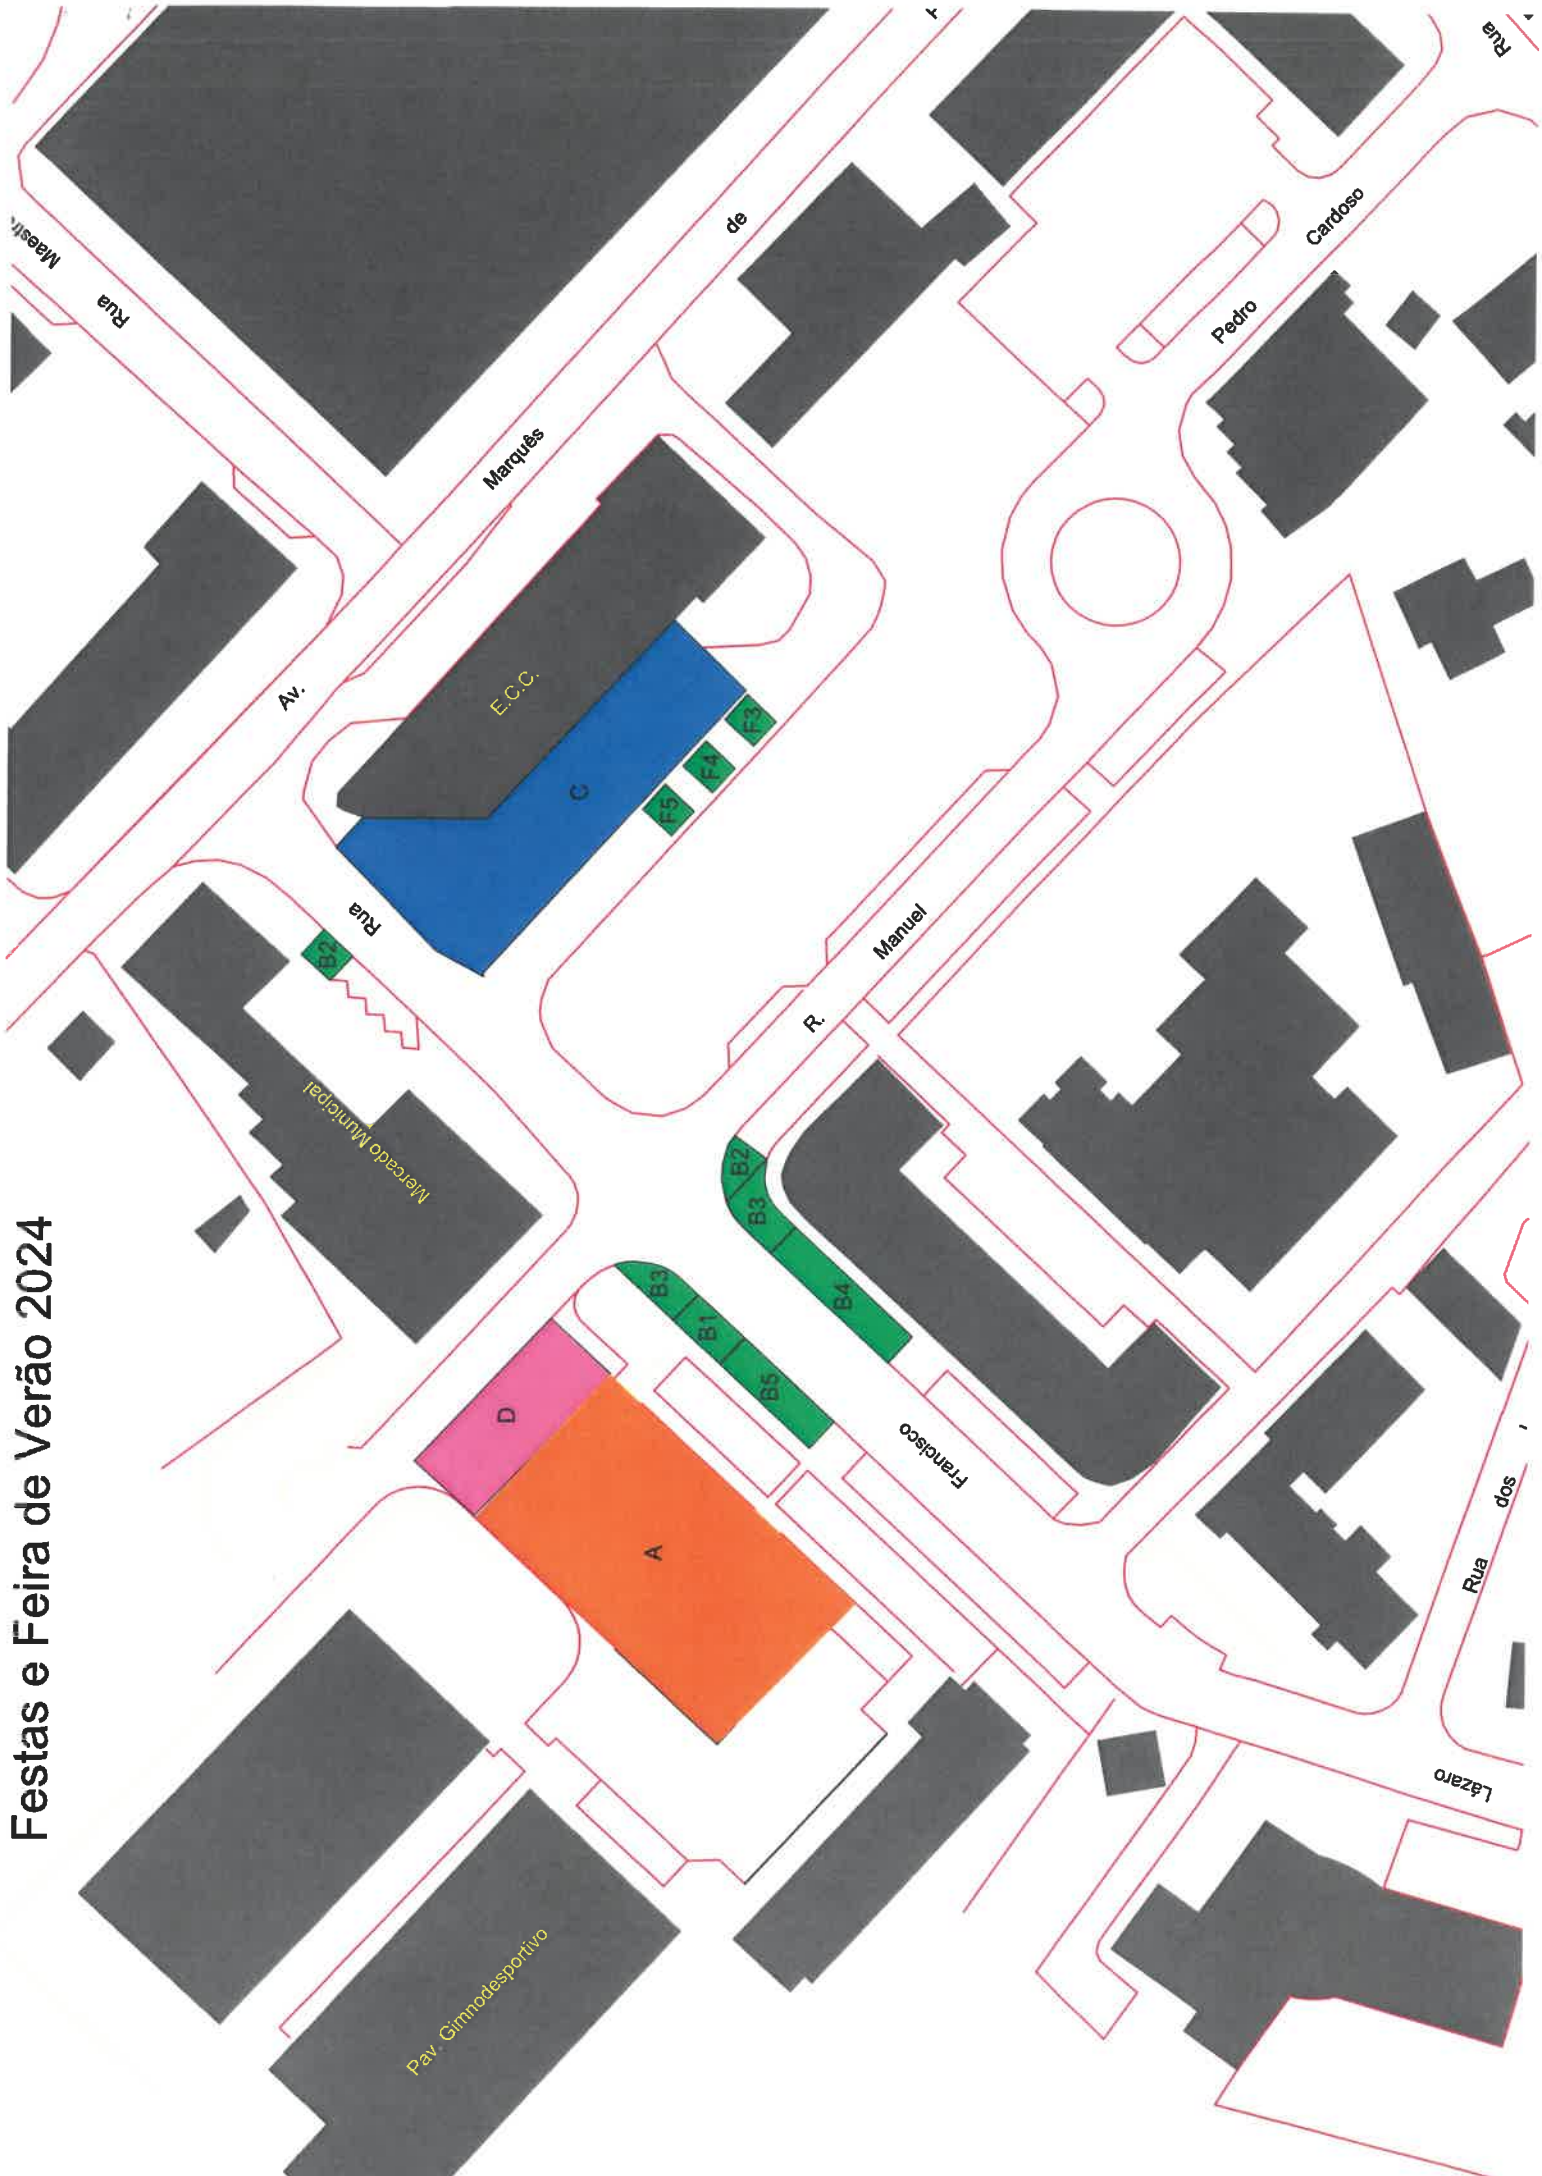 Festas e Feira de Verão 2024
Rua
Av.
Marquês
de
E.C.C.
C
F5
F4
F3
Rua
B2
Mercado Municipal
D
A
B3
B1
B5
B2
B3
B4
R.
Manuel
Pedro
Cardoso
Rua
Francisco
Lázaro
Rua
dos
Pav. Gimnodesportivo